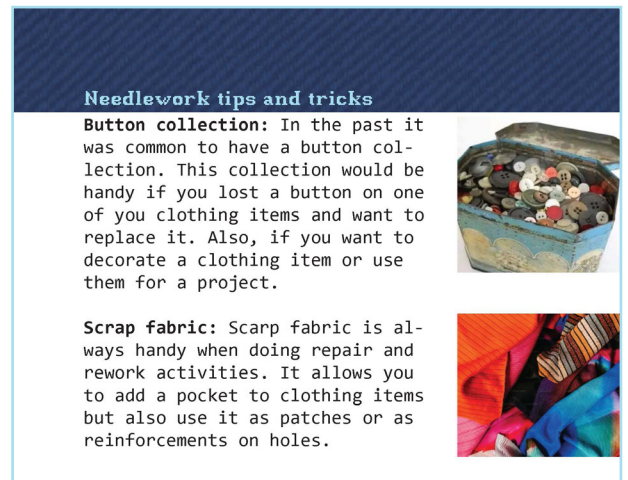 Needlework tips and tricks
Button collection: In the past it
was common to have a button col-
lection. This collection would be
handy if you lost a button on one
of you clothing items and want to
replace it. Also, if you want to
decorate a clothing item or use
them for a project.
Scrap fabric: Scarp fabric is al-
ways handy when doing repair and
rework activities. It allows you
to add a pocket to clothing items
but also use it as patches or as
reinforcements on holes.